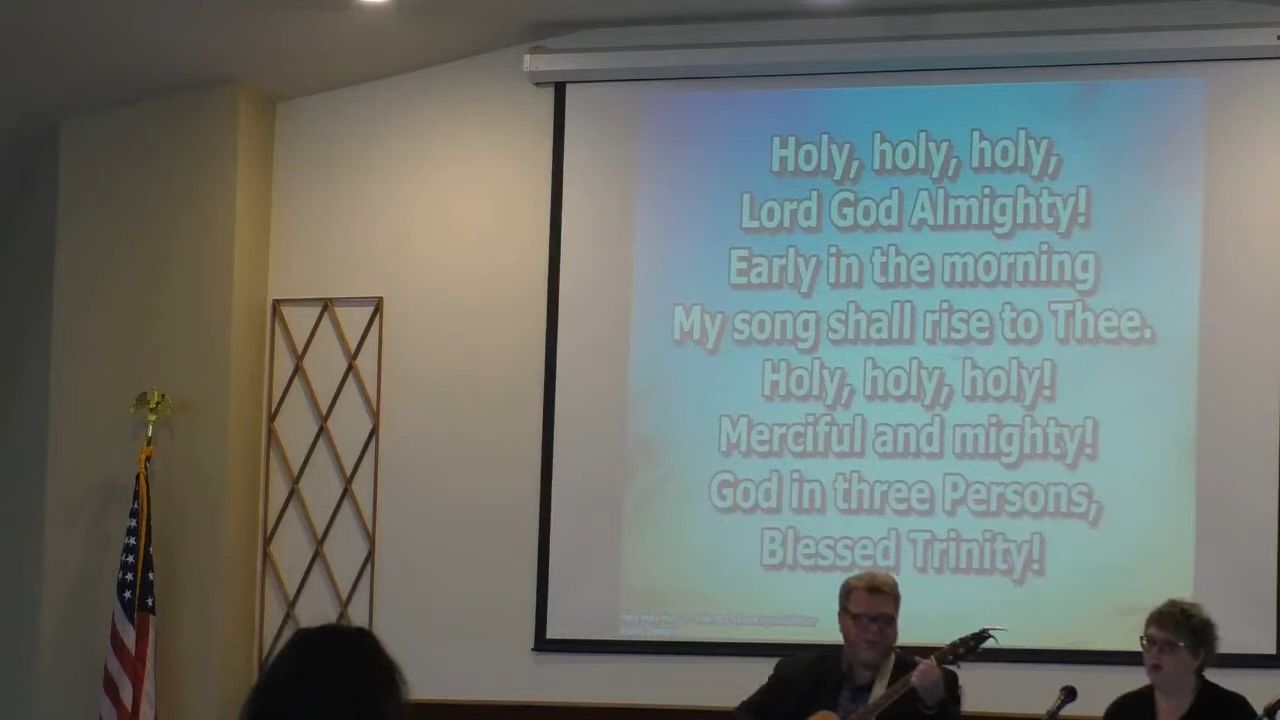 Holy, holy, holy,
Lord God Almighty!
Early in the morning
My song shall rise to Thee.
Holy, holy, holy!
Merciful and mighty!
God in three Persons,
Blessed Trinity!